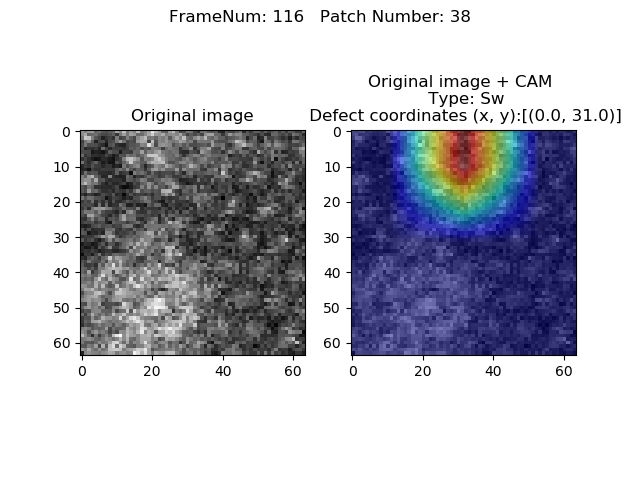 FrameNum: 116   Patch Number: 38
Original image
Original image + CAM
Type: Sw
Defect coordinates (x, y):[(0.0, 31.0)]
0
10
20
30
40
50
60
0 20 40 60
0
10
20
30
40
50
60
0 20 40 60